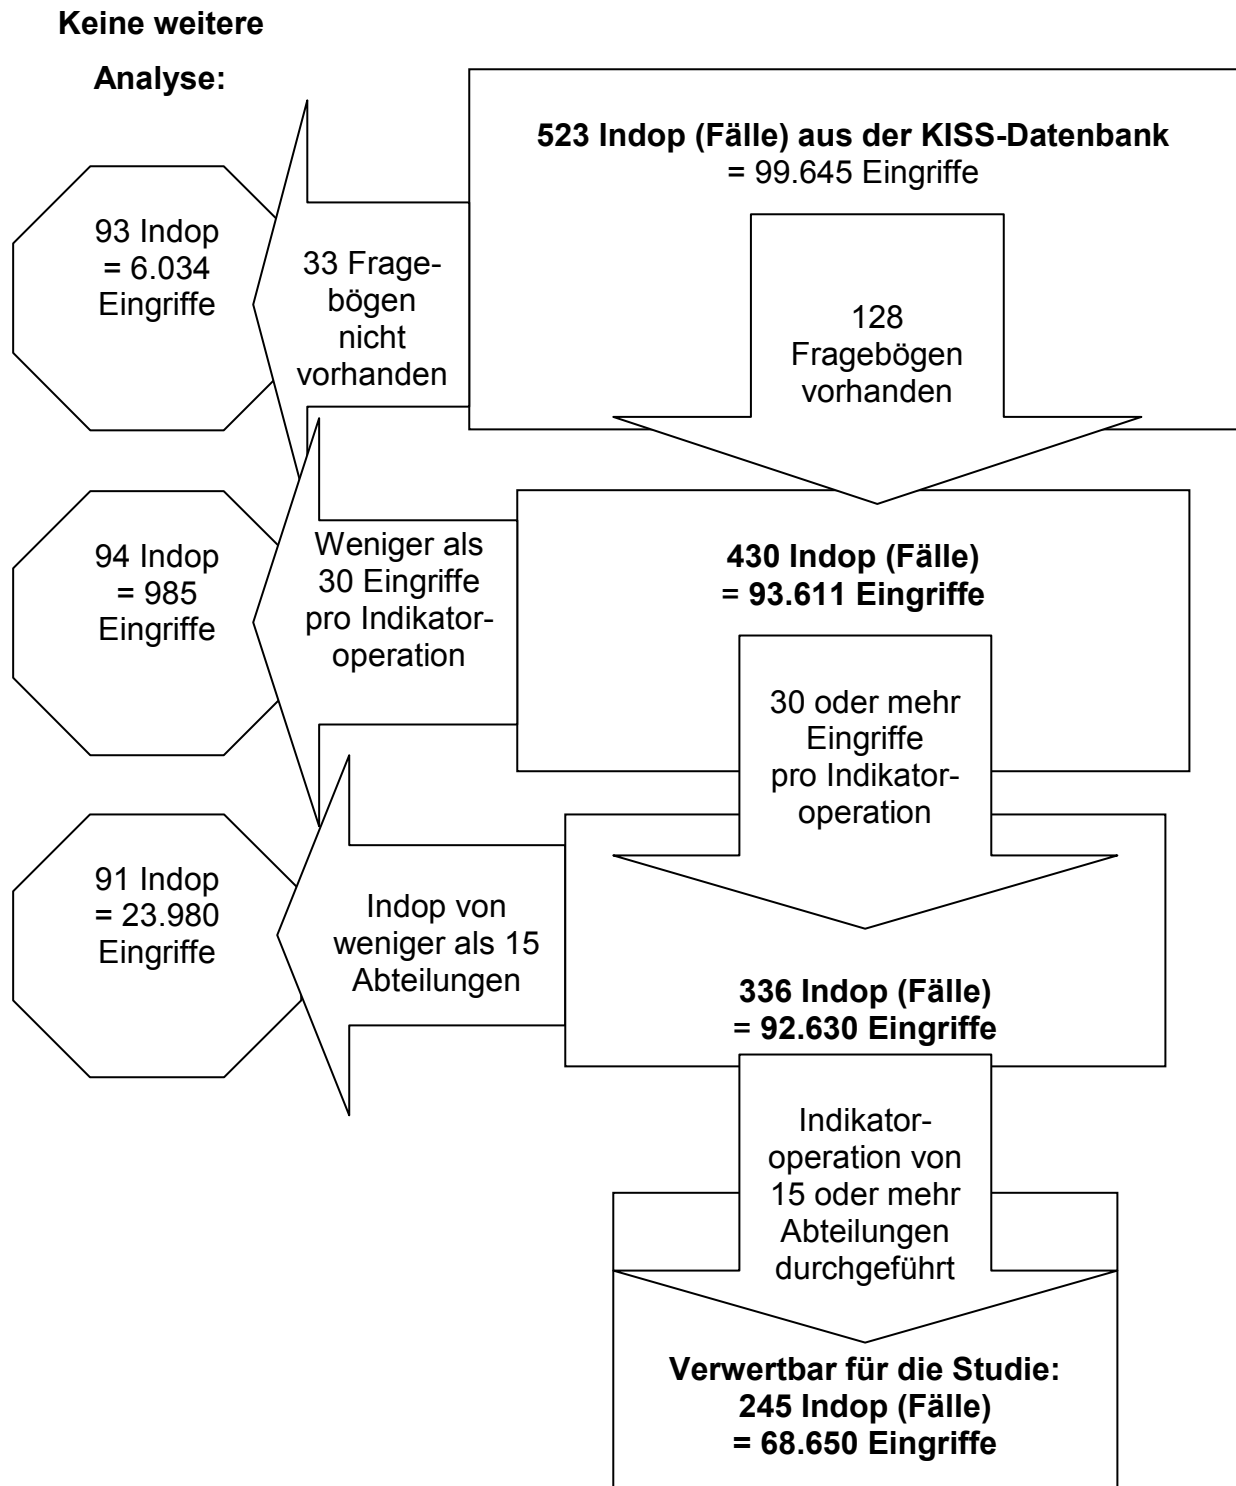 Keine weitere
Analyse:
523 Indop (Fälle) aus der KISS-Datenbank
= 99.645 Eingriffe
93 Indop
= 6.034
Eingriffe
33 Frage-
bögen
nicht
vorhanden
128
Fragebögen
vorhanden
94 Indop
= 985
Eingriffe
Weniger als
30 Eingriffe
pro Indikator-
operation
430 Indop (Fälle)
= 93.611 Eingriffe
30 oder mehr
Eingriffe
pro Indikator-
operation
91 Indop
= 23.980
Eingriffe
Indop von
weniger als 15
Abteilungen
336 Indop (Fälle)
= 92.630 Eingriffe
Indikator-
operation von
15 oder mehr
Abteilungen
durchgeführt
Verwertbar für die Studie:
245 Indop (Fälle)
= 68.650 Eingriffe